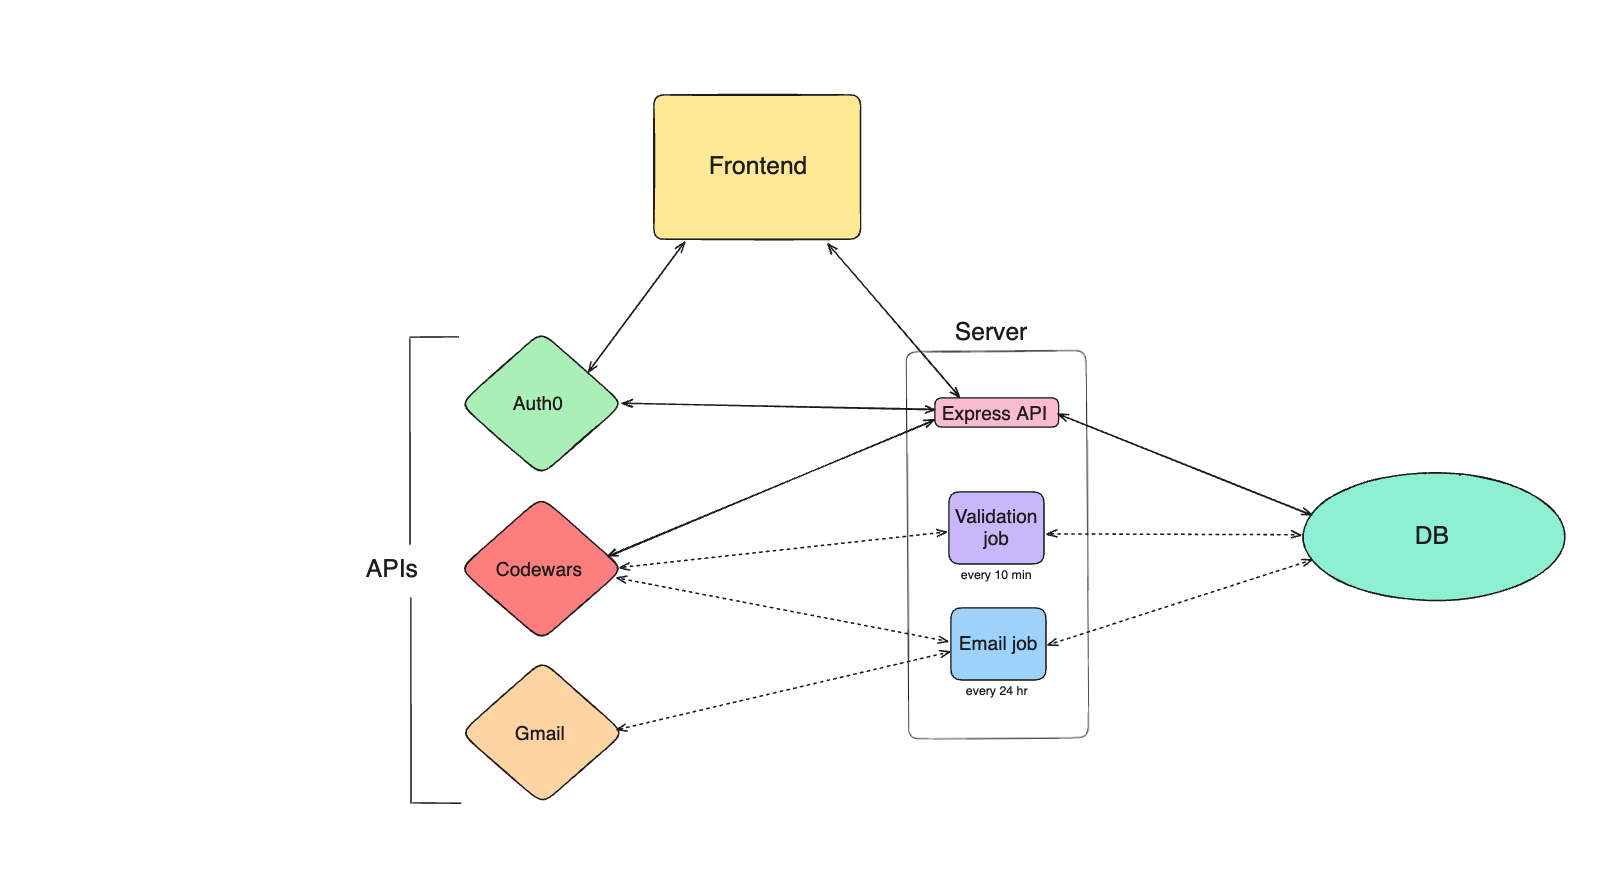 Frontend
Server
Auth0
Express API
Validation
job
every 10 min
APIs
Codewars
DB
Email job
every 24 hr
Gmail